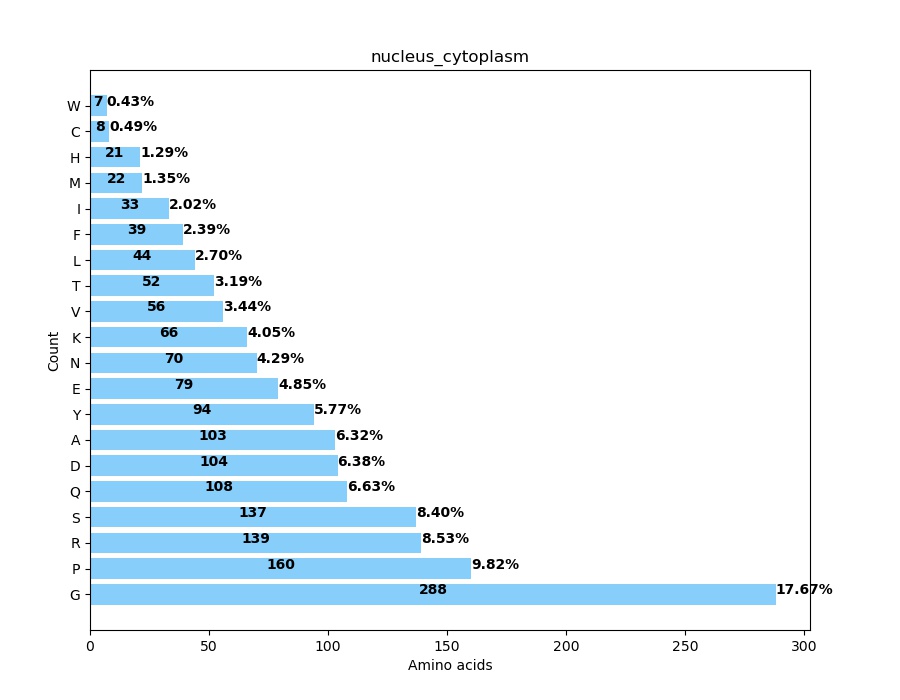 nucleus_cytoplasm
W 7 0.43%
C 8 0.49%
H 21 1.29%
M 22 1.35%
I 33 2.02%
F 39 2.39%
L 44 2.70%
T 52 3.19%
V 56 3.44%
K 66 4.05%
N 70 4.29%
E 79 4.85%
Y 94 5.77%
A 103 6.32%
D 104 6.38%
Q 108 6.63%
S 137 8.40%
R 139 8.53%
P 160 9.82%
G 288 17.67%
Count
0 50 100 150 200 250 300
Amino acids